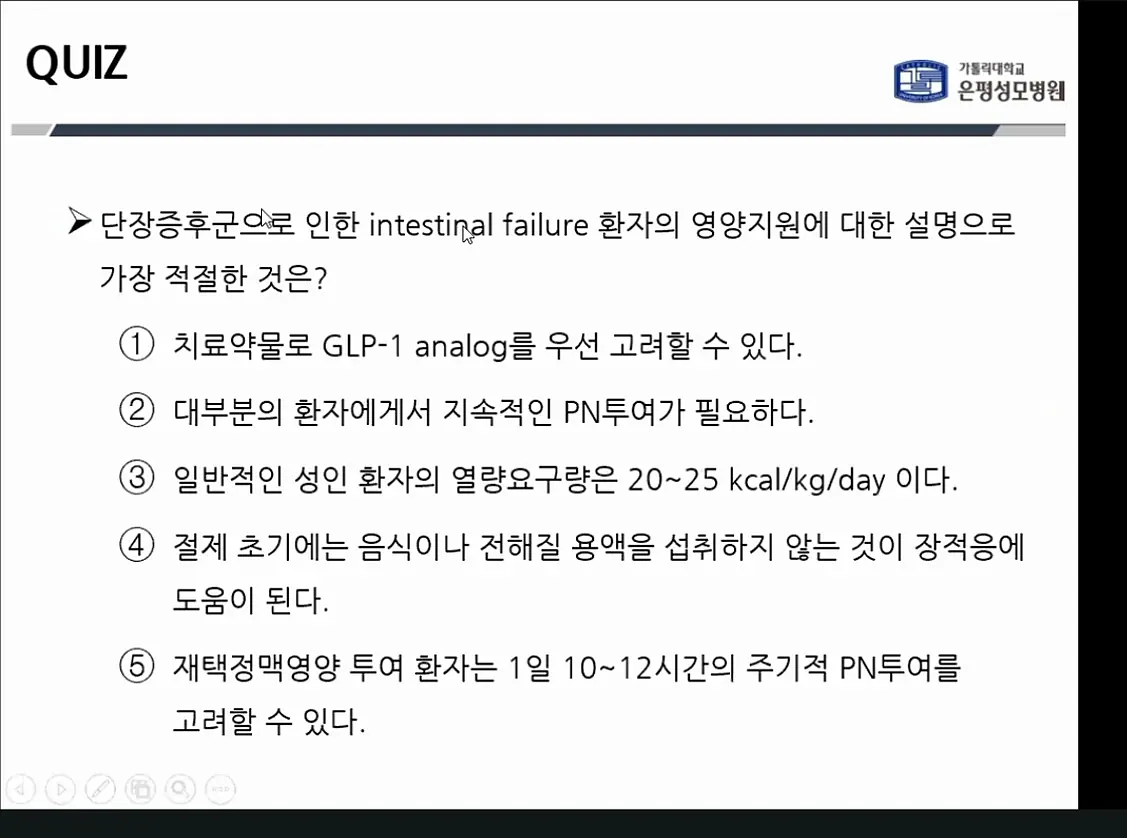 QUIZ
가톨릭대학교
은평성모병원
➢ 단장증후군으로 인한 intestinal failure 환자의 영양지원에 대한 설명으로
가장 적절한 것은?
① 치료약물로 GLP-1 analog를 우선 고려할 수 있다.
② 대부분의 환자에게서 지속적인 PN투여가 필요하다.
③ 일반적인 성인 환자의 열량요구량은 20~25 kcal/kg/day 이다.
④ 절제 초기에는 음식이나 전해질 용액을 섭취하지 않는 것이 장적응에
도움이 된다.
⑤ 재택정맥영양 투여 환자는 1일 10~12시간의 주기적 PN투여를
고려할 수 있다.